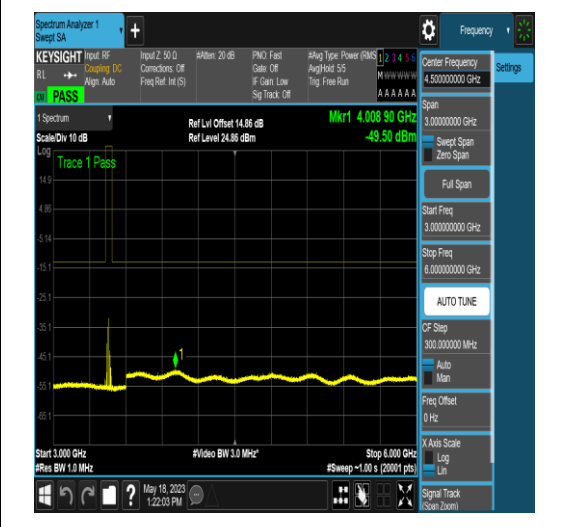 Spectrum Analyzer 1
Swept SA
Frequency
KEYSIGHT
RL
Input: RF
Coupling: DC
Align: Auto
Input Z: 50 Ω
Corrections: Off
Freq Ref: Int (S)
#Atten: 20 dB
PNO: Fast
Gate: Off
IF Gain: Low
Sig Track: Off
#Avg Type: Power (RMS
Avg|Hold: 5/5
Trig: Free Run
1 2 3 4 5 6
M W W W W W
A A A A A A
PASS
1 Spectrum
Scale/Div 10 dB
Ref Lvl Offset 14.86 dB
Ref Level 24.86 dBm
Mkr1 4.008 90 GHz
-49.50 dBm
Log
Trace 1 Pass
14.9
4.86
-5.14
-15.1
-25.1
-35.1
-45.1
-55.1
-65.1
1
Start 3.000 GHz
#Res BW 1.0 MHz
#Video BW 3.0 MHz*
Stop 6.000 GHz
#Sweep ~1.00 s (20001 pts)
May 18, 2023
1:22:03 PM
Center Frequency
4.500000000 GHz
Span
3.00000000 GHz
Swept Span
Zero Span
Full Span
Start Freq
3.000000000 GHz
Stop Freq
6.000000000 GHz
AUTO TUNE
CF Step
300.000000 MHz
Auto
Man
Freq Offset
0 Hz
X Axis Scale
Log
Lin
Signal Track
(Span Zoom)
Settings